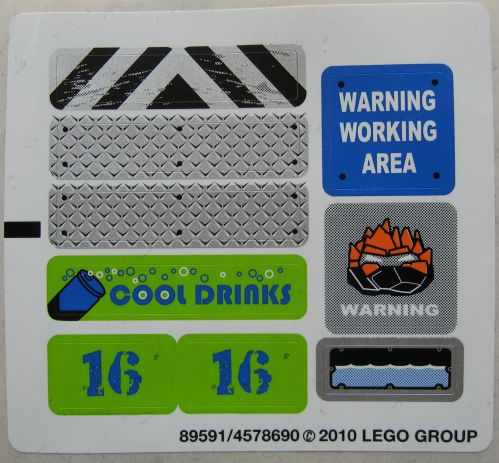 WARNING
WORKING
AREA
COOL DRINKS
WARNING
16 16
89591/4578690 © 2010 LEGO GROUP